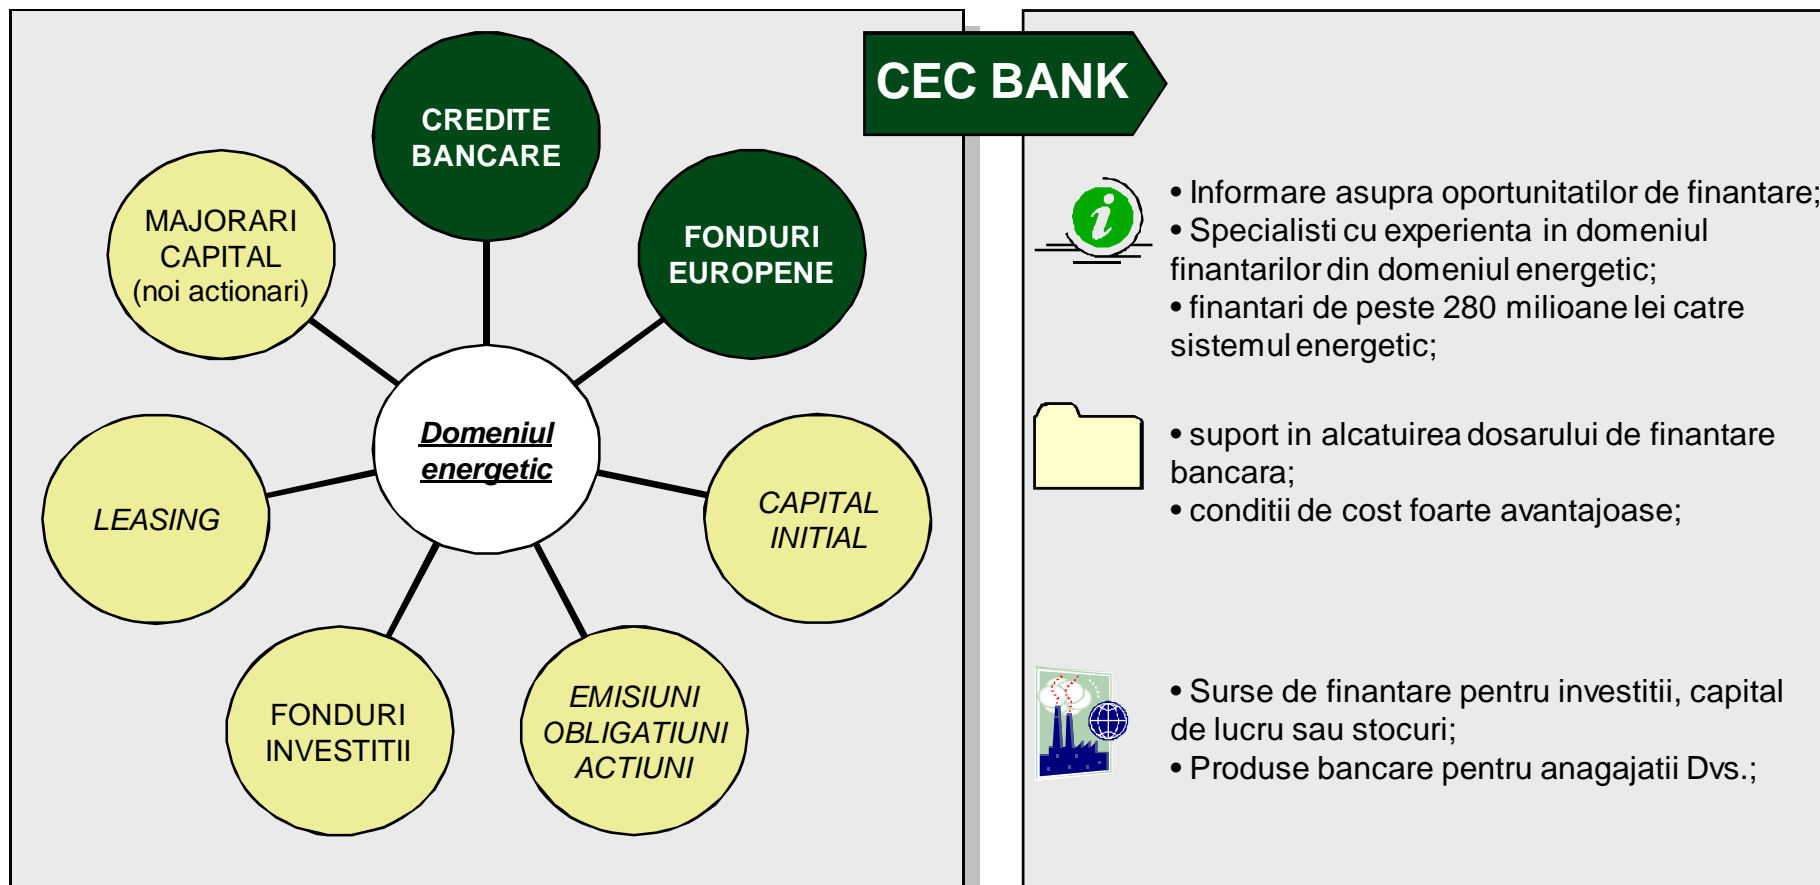 CEC BANK
CREDITE
BANCARE
MAJORARI
CAPITAL
(noi actionari)
FONDURI
EUROPENE
Domeniul
energetic
LEASING
CAPITAL
INITIAL
FONDURI
INVESTITII
EMISIUNI
OBLIGATIUNI
ACTIUNI
• Informare asupra oportunitatilor de finantare;
• Specialisti cu experienta in domeniul
finantarilor din domeniul energetic;
• finantari de peste 280 milioane lei catre
sistemul energetic;
• suport in alcatuirea dosarului de finantare
bancara;
• conditii de cost foarte avantajoase;
• Surse de finantare pentru investitii, capital
de lucru sau stocuri;
• Produse bancare pentru anagajatii Dvs.;